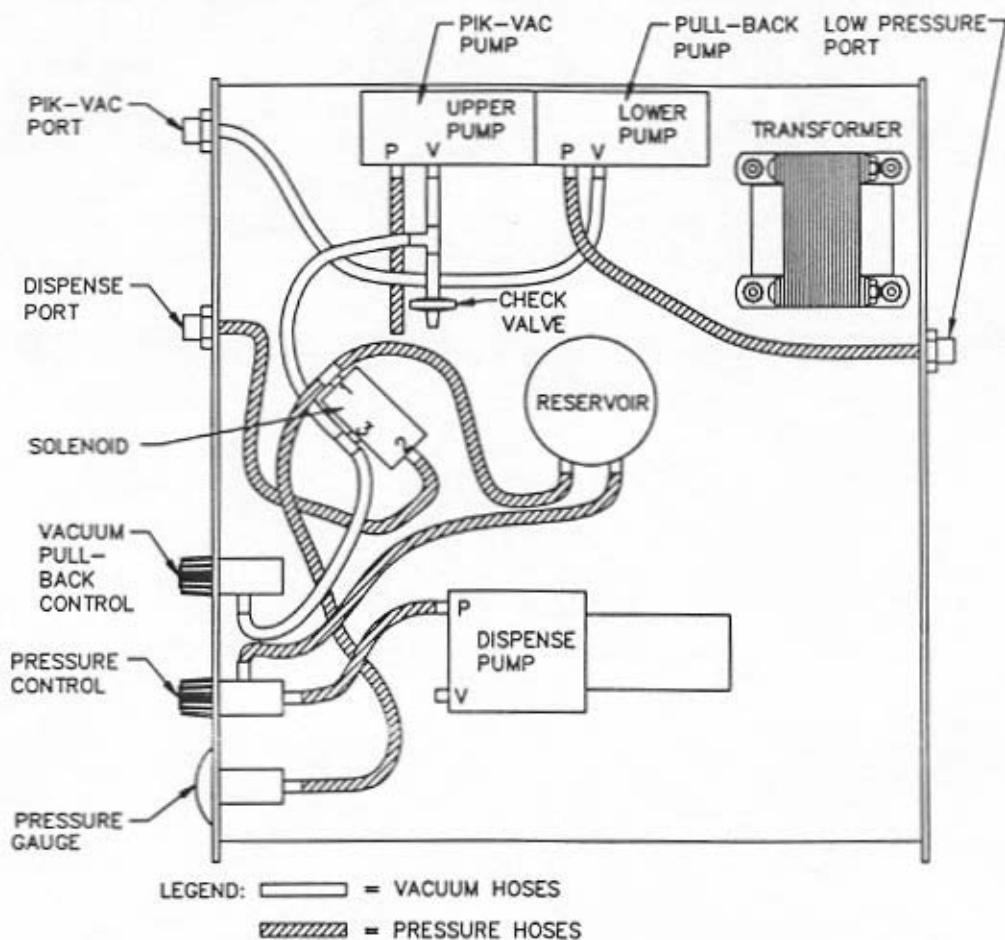 PIK-VAC
PUMP
PULL-BACK
PUMP
LOW PRESSURE
PORT
PIK-VAC
PORT
UPPER
PUMP
P V
LOWER
PUMP
P V
TRANSFORMER
DISPENSE
PORT
CHECK
VALVE
RESERVOIR
1
3
2
SOLENOID
VACUUM
PULL-
BACK
CONTROL
P
DISPENSE
PUMP
V
PRESSURE
CONTROL
PRESSURE
GAUGE
LEGEND: = VACUUM HOSES
= PRESSURE HOSES